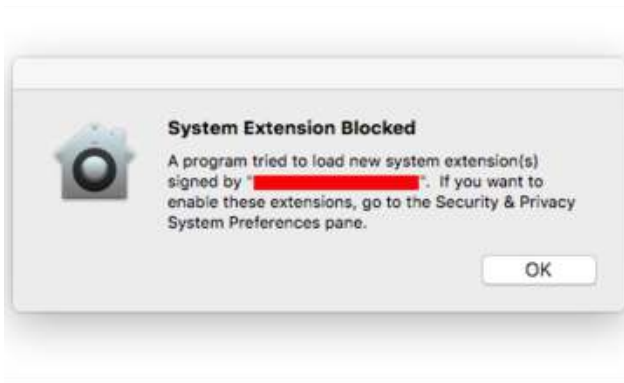 System Extension Blocked
A program tried to load new system extension(s)
signed by "". If you want to
enable these extensions, go to the Security & Privacy
System Preferences pane.
OK